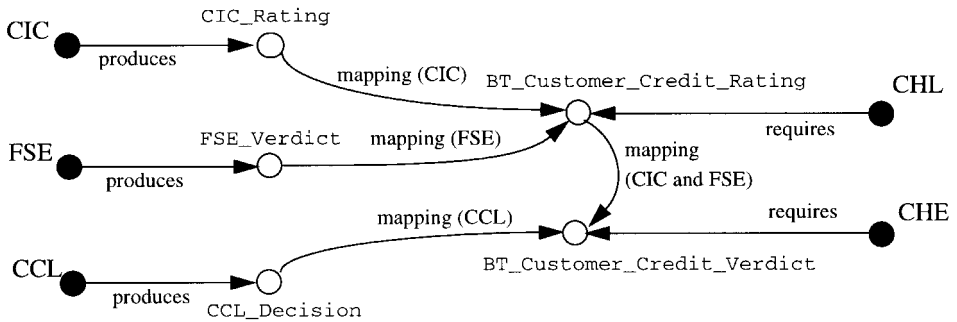 CIC
CIC_Rating
produces
mapping (CIC)
BT_Customer_Credit_Rating
CHL
requires
FSE
FSE_Verdict
produces
mapping (FSE)
mapping
(CIC and FSE)
CHE
requires
mapping (CCL)
BT_Customer_Credit_Verdict
CCL
produces
CCL_Decision